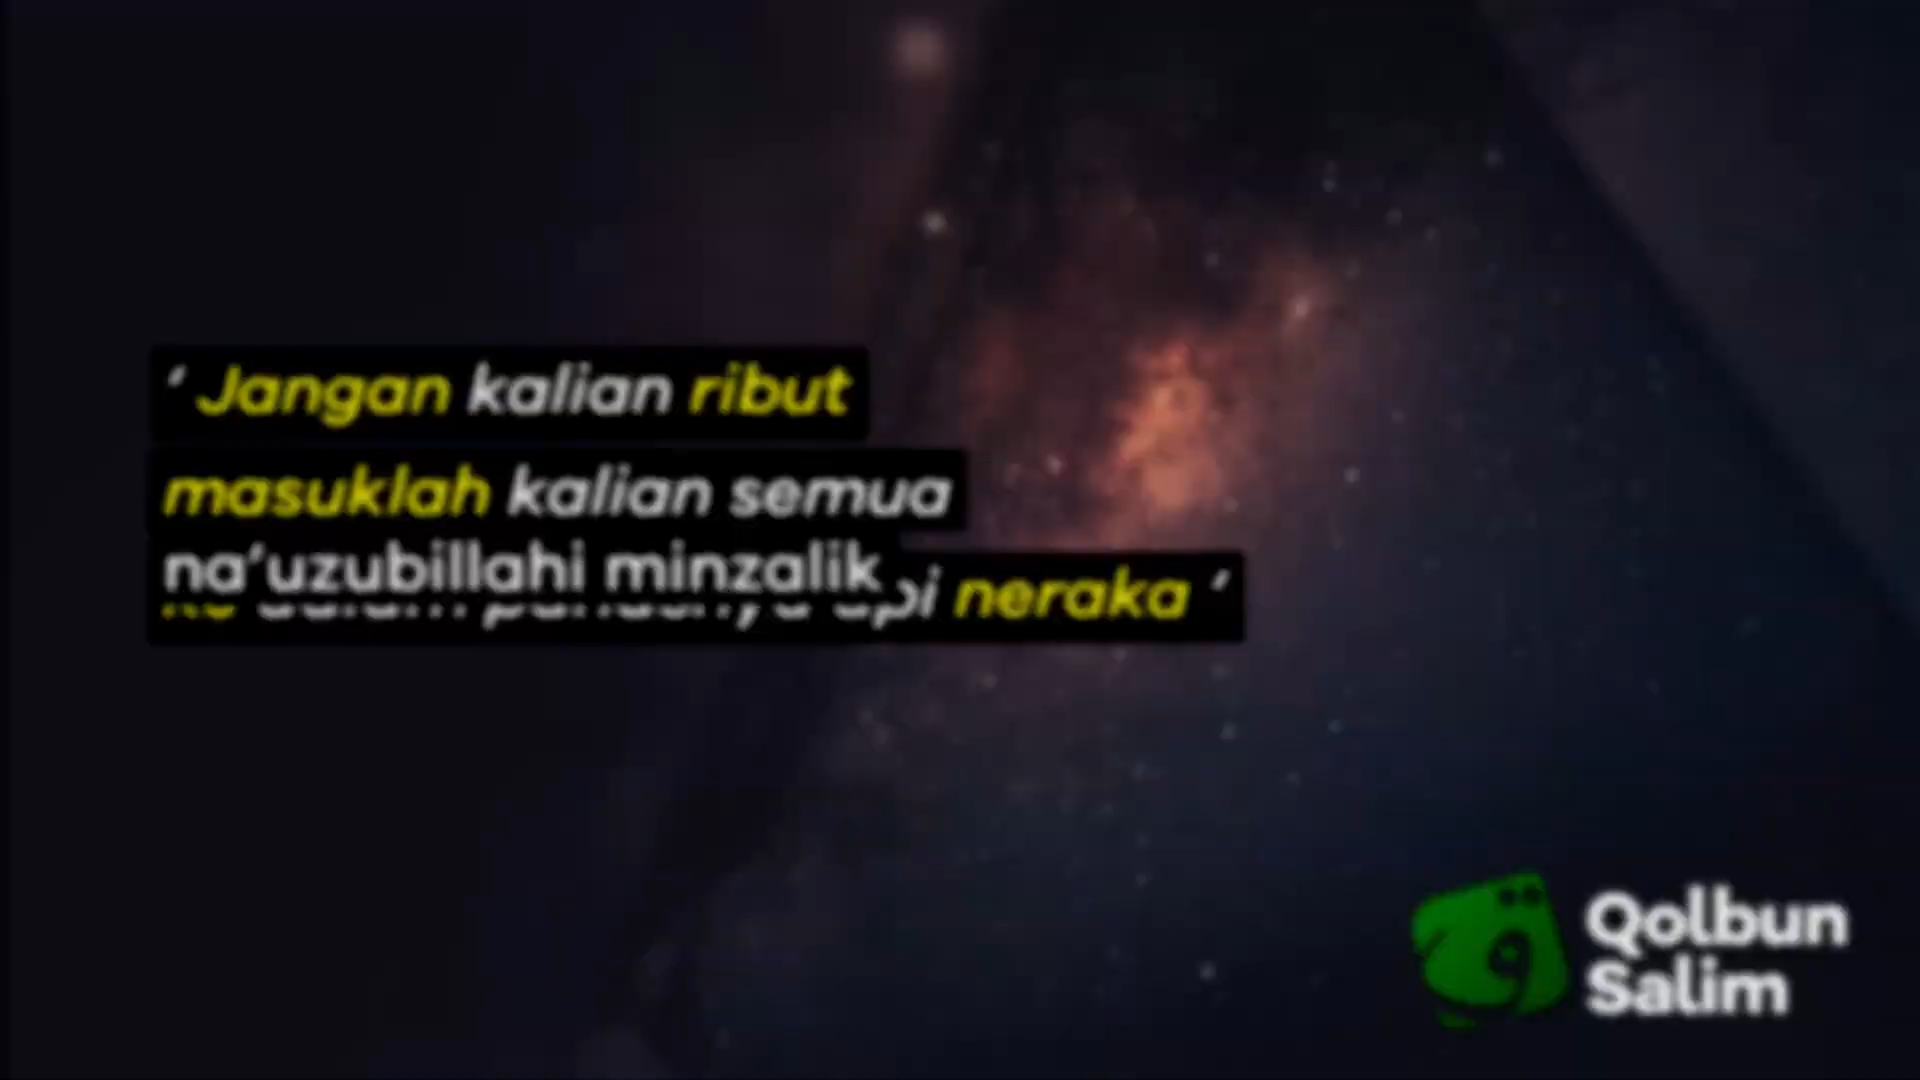 ‘ Jangan kalian ribut
masuklah kalian semua
na’uzubillahi minzalik
neraka ’
Qolbun
Salim